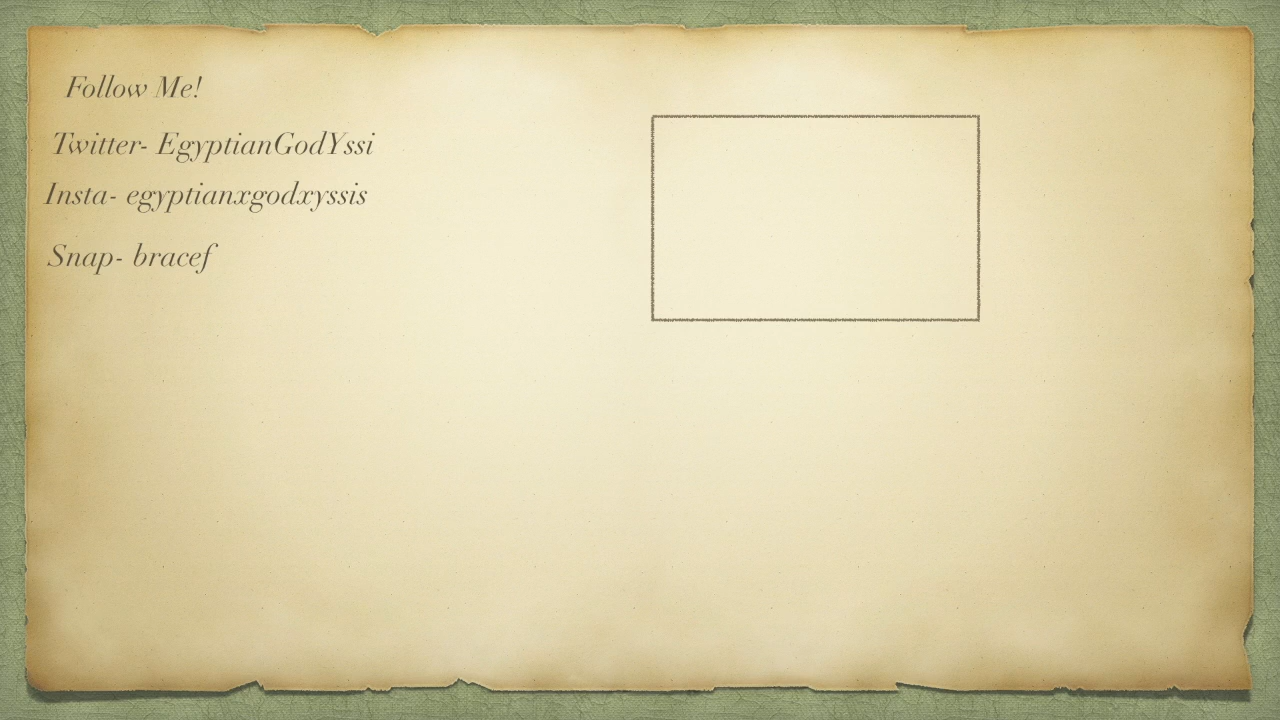 Follow Me!
Twitter- EgyptianGodYssi
Insta- egyptianxgodxyssis
Snap- bracef